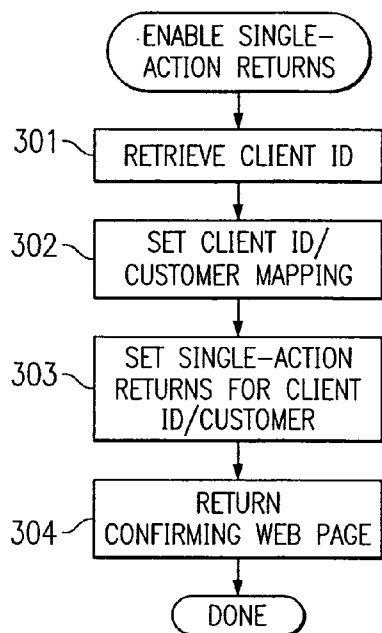 ENABLE SINGLE-
ACTION RETURNS
301
RETRIEVE CLIENT ID
302
SET CLIENT ID/
CUSTOMER MAPPING
303
SET SINGLE-ACTION
RETURNS FOR CLIENT
ID/CUSTOMER
304
RETURN
CONFIRMING WEB PAGE
DONE